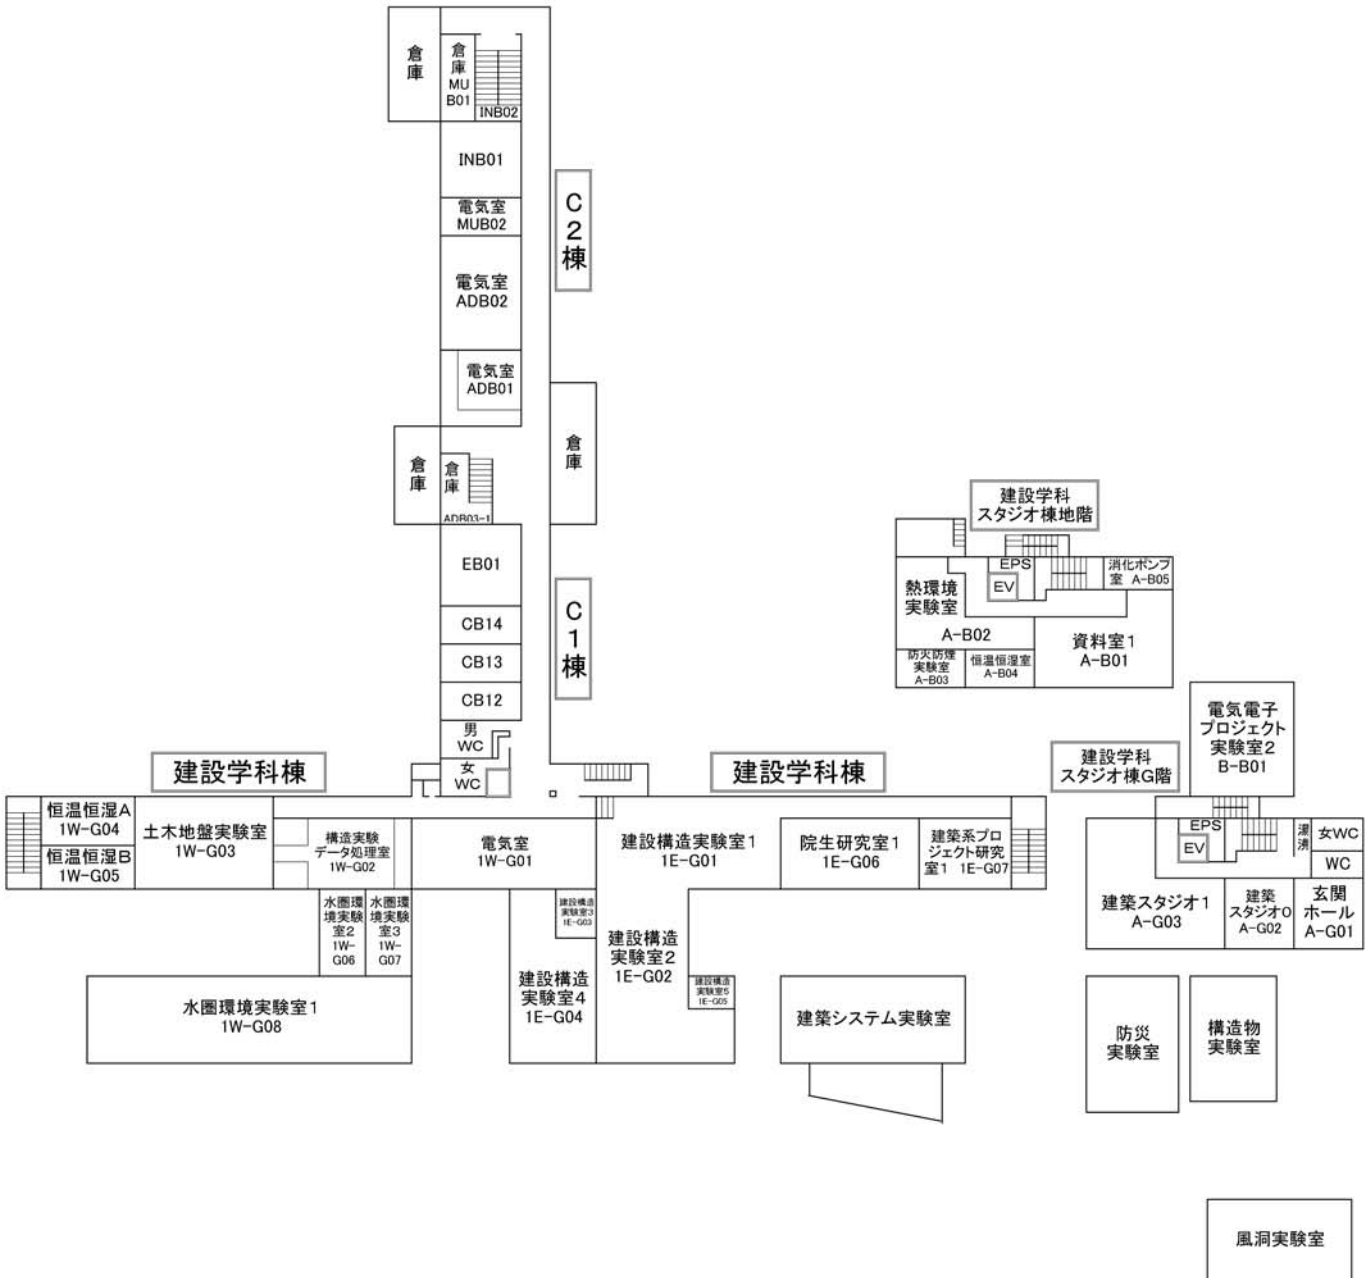 倉庫
倉庫
MU
B01
INB02
INB01
電気室
MUB02
電気室
ADB02
電気室
ADB01
C2棟
倉庫
倉庫
倉庫
ADB03-1
EB01
CB14
CB13
CB12
C1棟
男
WC
女
WC
建設学科
スタジオ棟地階
EPS
EV
消化ポンプ
室 A-B05
熱環境
実験室
A-B02
資料室1
A-B01
防火防煙
実験室
A-B03
恒温恒湿室
A-B04
電気電子
プロジェクト
実験室2
B-B01
建設学科
スタジオ棟G階
建設学科棟
建設学科棟
恒温恒湿A
1W-G04
恒温恒湿B
1W-G05
土木地盤実験室
1W-G03
構造実験
データ処理室
1W-G02
電気室
1W-G01
建設構造実験室1
1E-G01
院生研究室1
1E-G06
建築系プロ
ジェクト研究
室1 1E-G07
EPS
EV
湯沸
女WC
WC
建築スタジオ1
A-G03
建築
スタジオ0
A-G02
玄関
ホール
A-G01
水圏環
境実験
室2
1W-
G06
水圏環
境実験
室3
1W-
G07
建設構造
実験室3
1E-G03
建設構造
実験室2
1E-G02
建設構造
実験室4
1E-G04
建設構造
実験室5
1E-G05
水圏環境実験室1
1W-G08
建築システム実験室
防災
実験室
構造物
実験室
風洞実験室